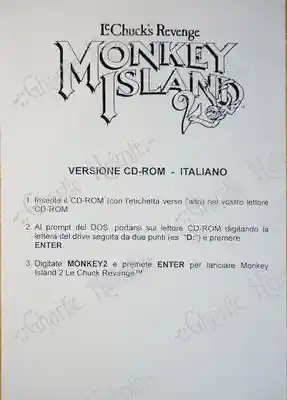 LeChuck's Revenge
MONKEY
ISLAND
VERSIONE CD-ROM - ITALIANO
1. Inserite il CD-ROM (con l'etichetta verso l'alto) nel vostro lettore
CD-ROM.
2. Al prompt del DOS, portarsi sul lettore CD-ROM digitando la
lettera del drive seguita da due punti (es "D:") e premere
ENTER.
3. Digitate MONKEY2 e premete ENTER per lanciare Monkey
Island 2 Le Chuck Revenge™